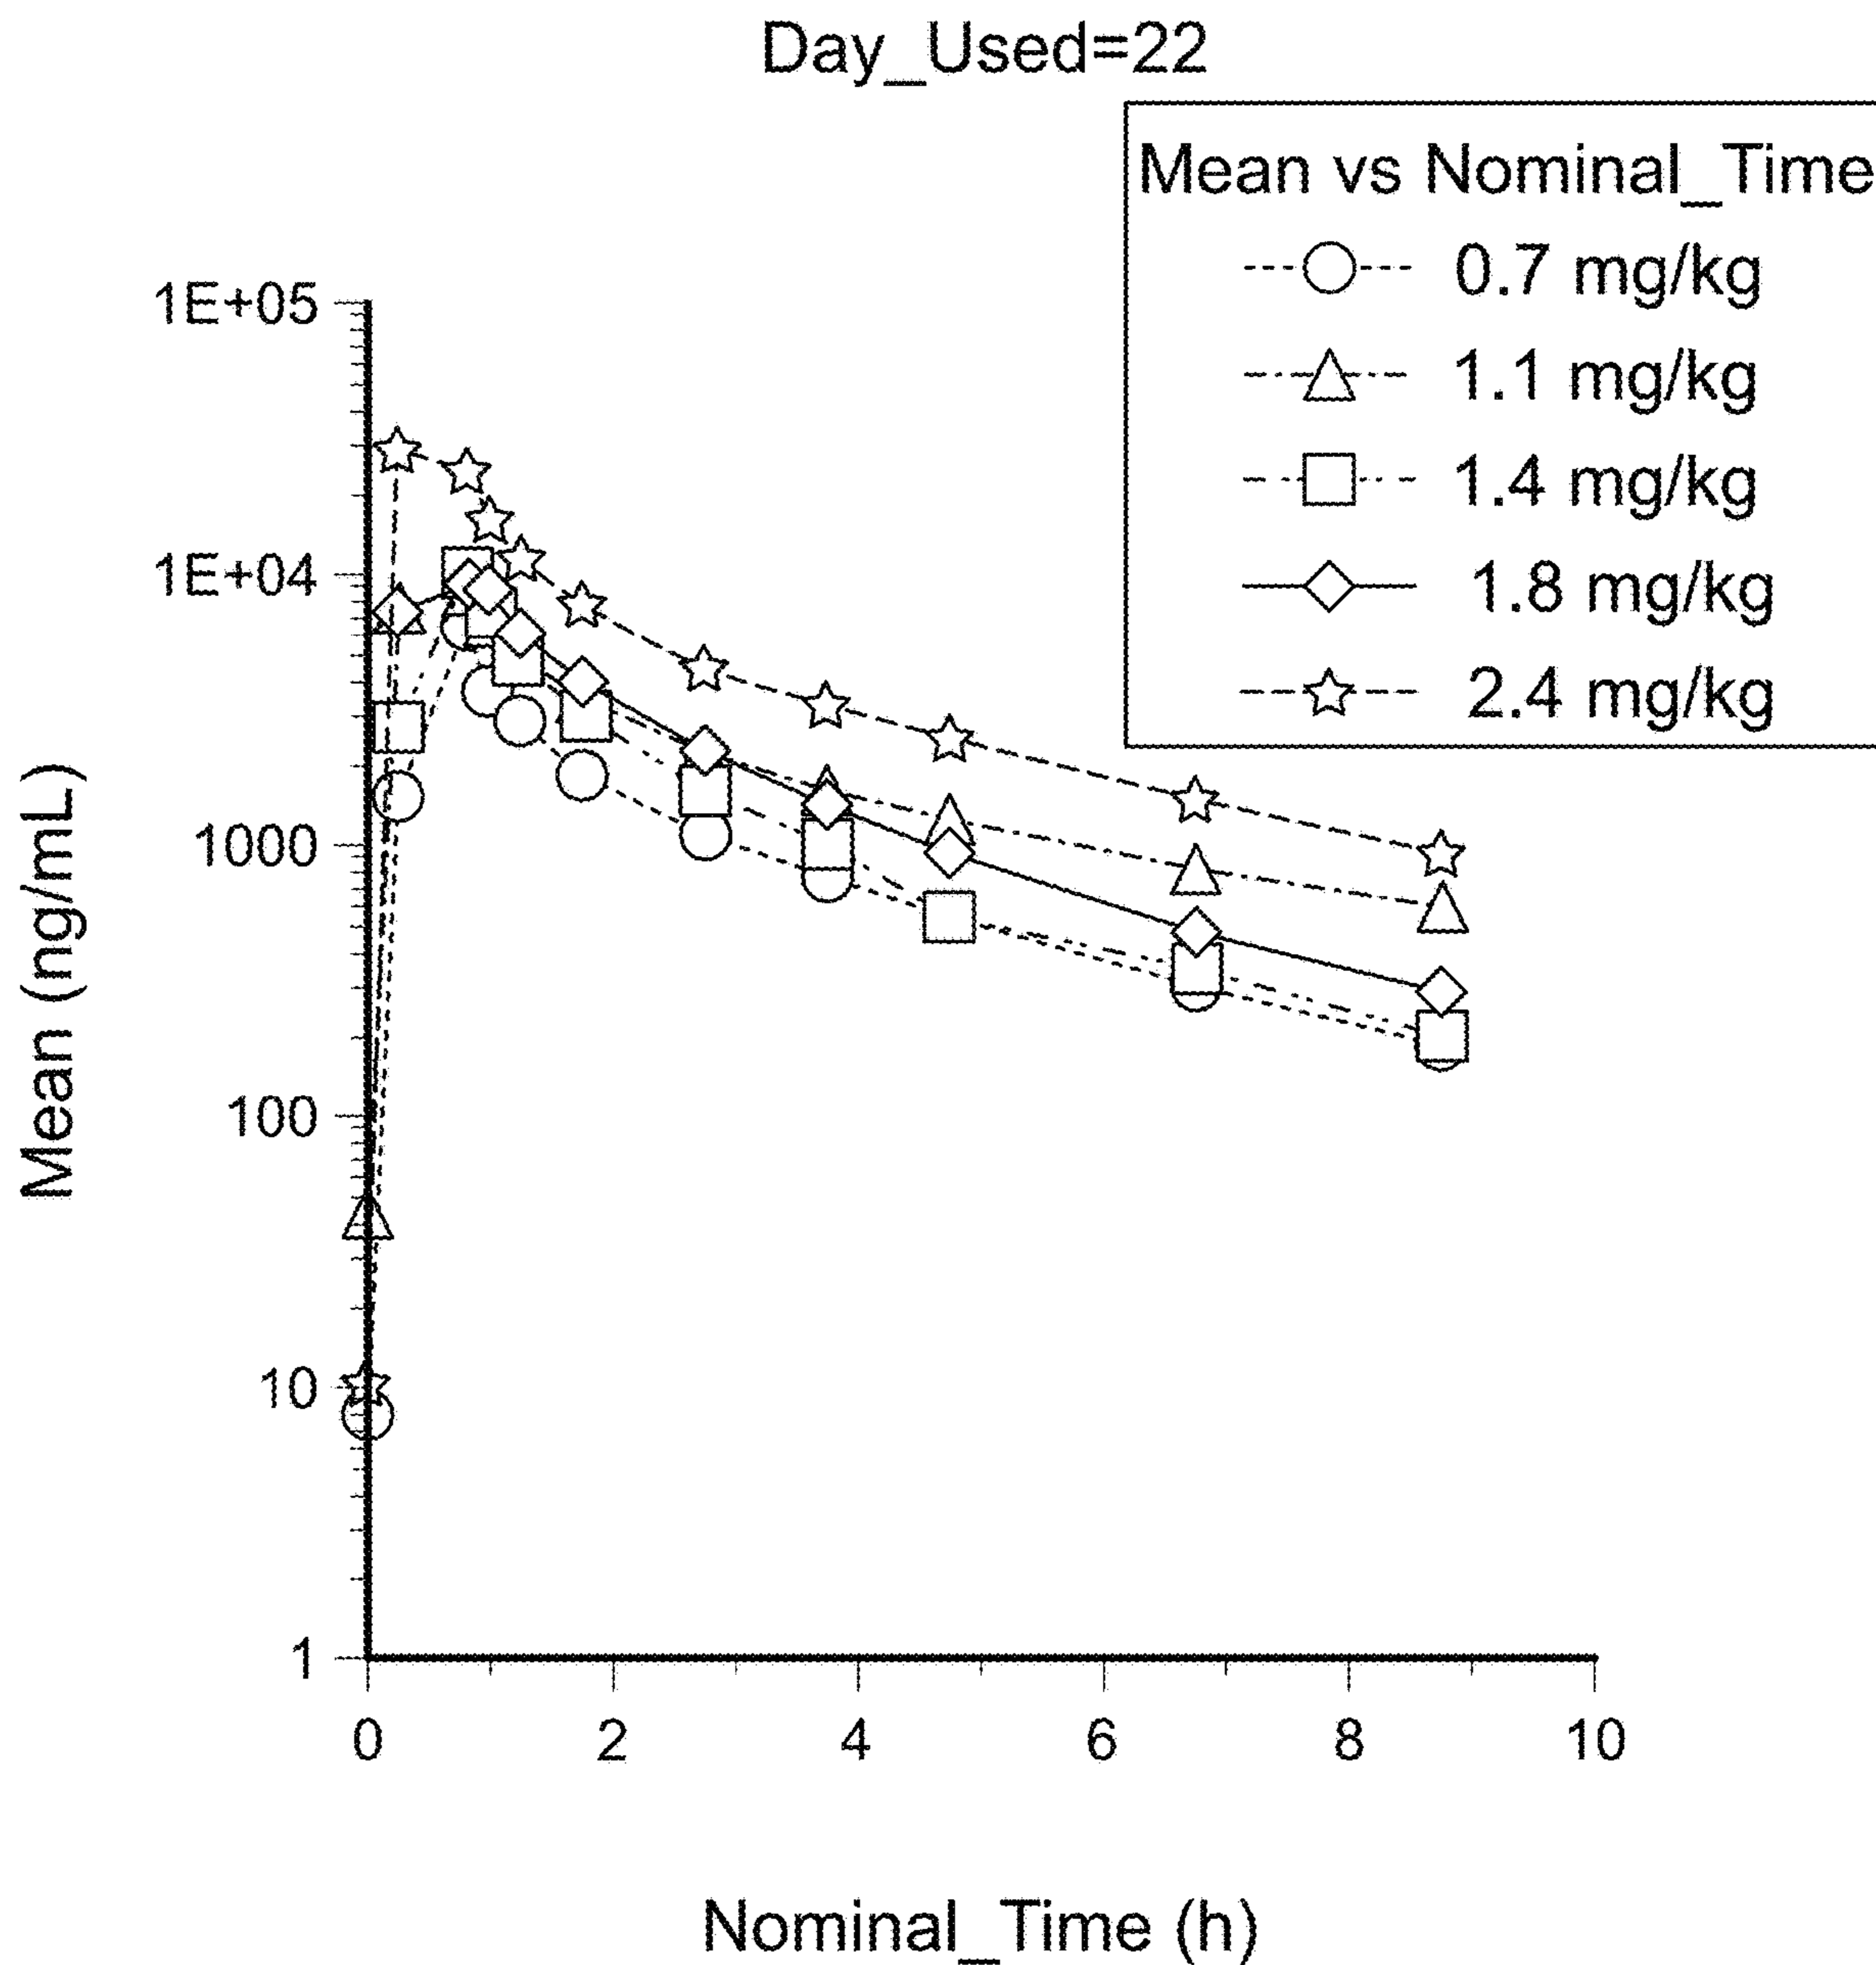 Day_Used=22
Mean vs Nominal_Time
0.7 mg/kg
1.1 mg/kg
1.4 mg/kg
1.8 mg/kg
2.4 mg/kg
Mean (ng/mL)
1E+05
1E+04
1000
100
10
1
0 2 4 6 8 10
Nominal_Time (h)